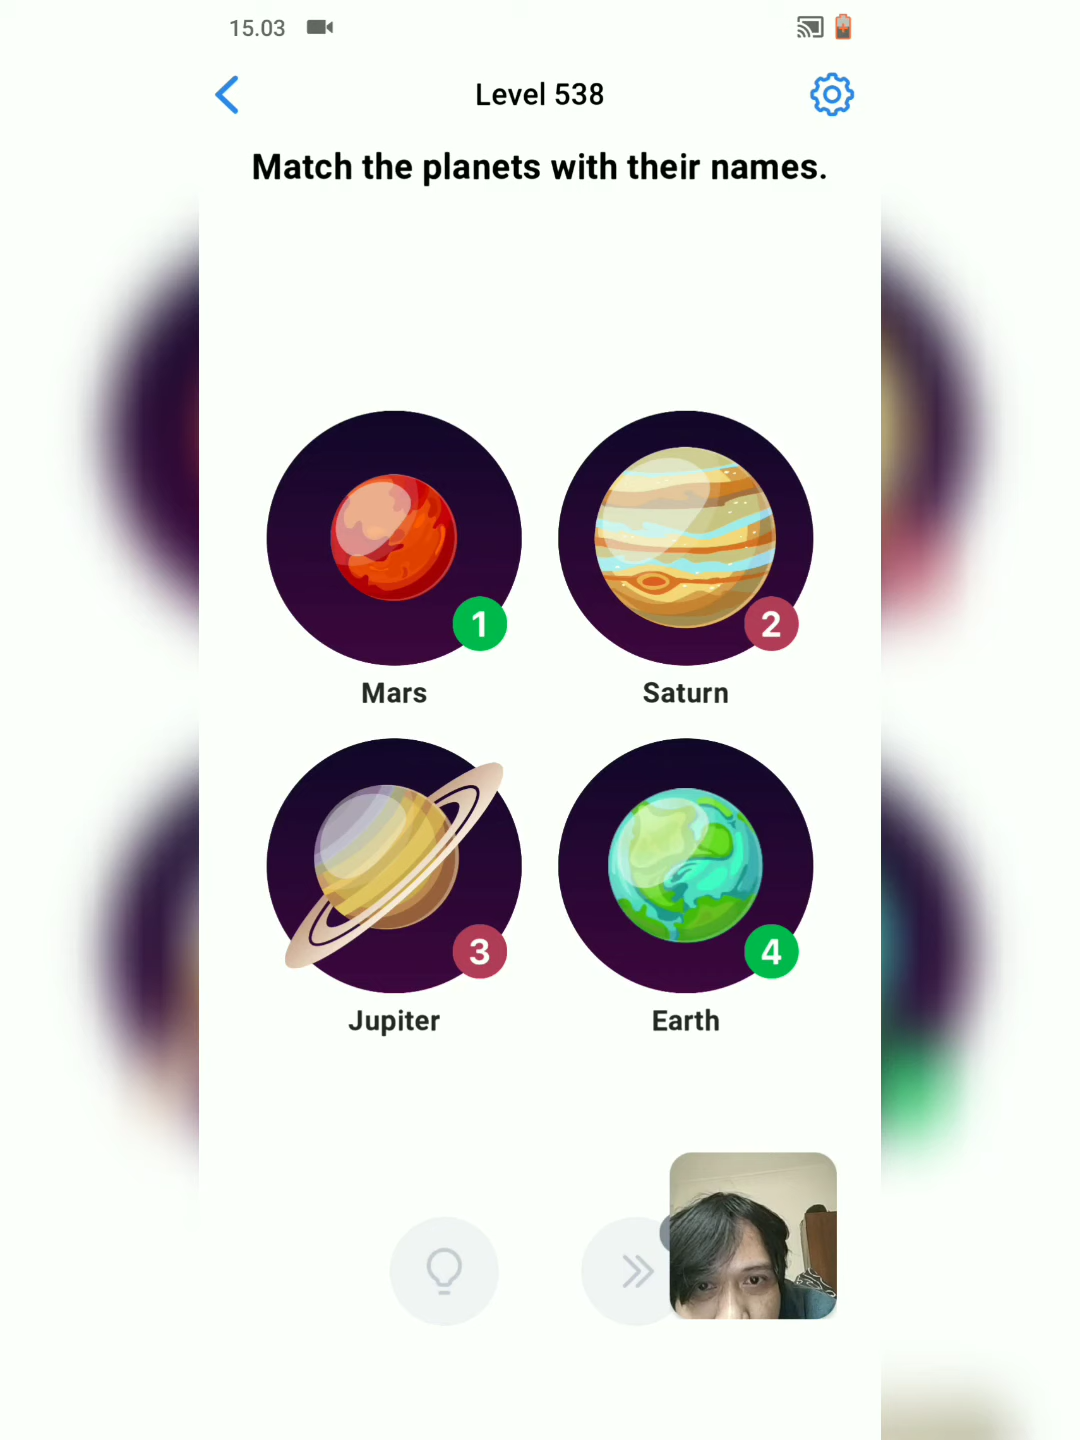 15.03
Level 538
Match the planets with their names.
1
2
Mars
Saturn
3
4
Jupiter
Earth